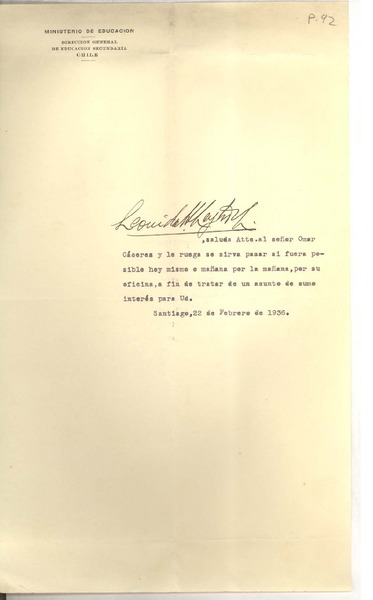 P. 42
MINISTERIO DE EDUCACION
DIRECCION GENERAL
DE EDUCACION SECUNDARIA
CHILE
,saluda Atte.al señor Omar
Cáceres y le ruega se sirva pasar si fuera po-
sible hoy mismo o mañana por la mañana,por su
oficina,a fin de tratar de un asunto de sumo
interés para Ud.
Santiago,22 de Febrero de 1936.